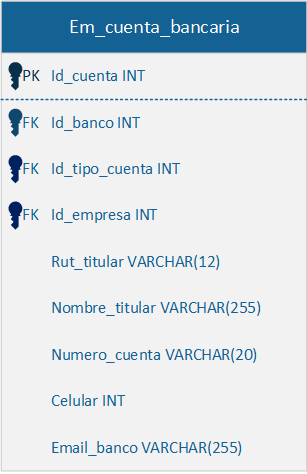 Em_cuenta_bancaria
PK Id_cuenta INT
FK Id_banco INT
FK Id_tipo_cuenta INT
FK Id_empresa INT
Rut_titular VARCHAR(12)
Nombre_titular VARCHAR(255)
Numero_cuenta VARCHAR(20)
Celular INT
Email_banco VARCHAR(255)